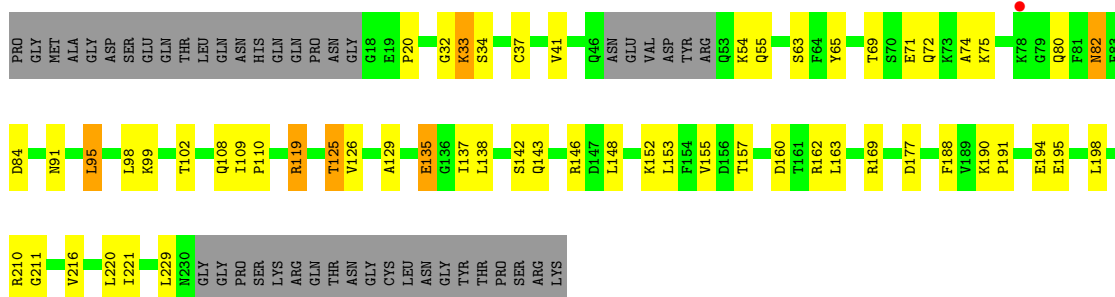 PRO GLY MET ALA GLY ASP SER GLU GLN THR LEU GLN ASN HIS GLN GLN PRO ASN GLY G18 E19 P20 G32 K33 S34 C37 V41 Q46 ASN GLU VAL ASP TYR ARG Q53 K54 Q55 S63 F64 Y65 T69 S70 E71 Q72 K73 A74 K75 K78 G79 Q80 F81 N82 E83
D84 N91 L95 L98 K99 T102 Q108 I109 P110 R119 T125 V126 A129 E135 G136 I137 L138 S142 Q143 R146 D147 L148 K152 L153 F154 V155 D156 T157 D160 T161 R162 L163 R169 D177 F188 V189 K190 P191 E194 E195 L198
R210 G211 V216 L220 I221 L229 N230 GLY GLY PRO SER LYS ARG GLN THR ASN GLY CYS LEU ASN GLY TYR THR PRO SER ARG LYS